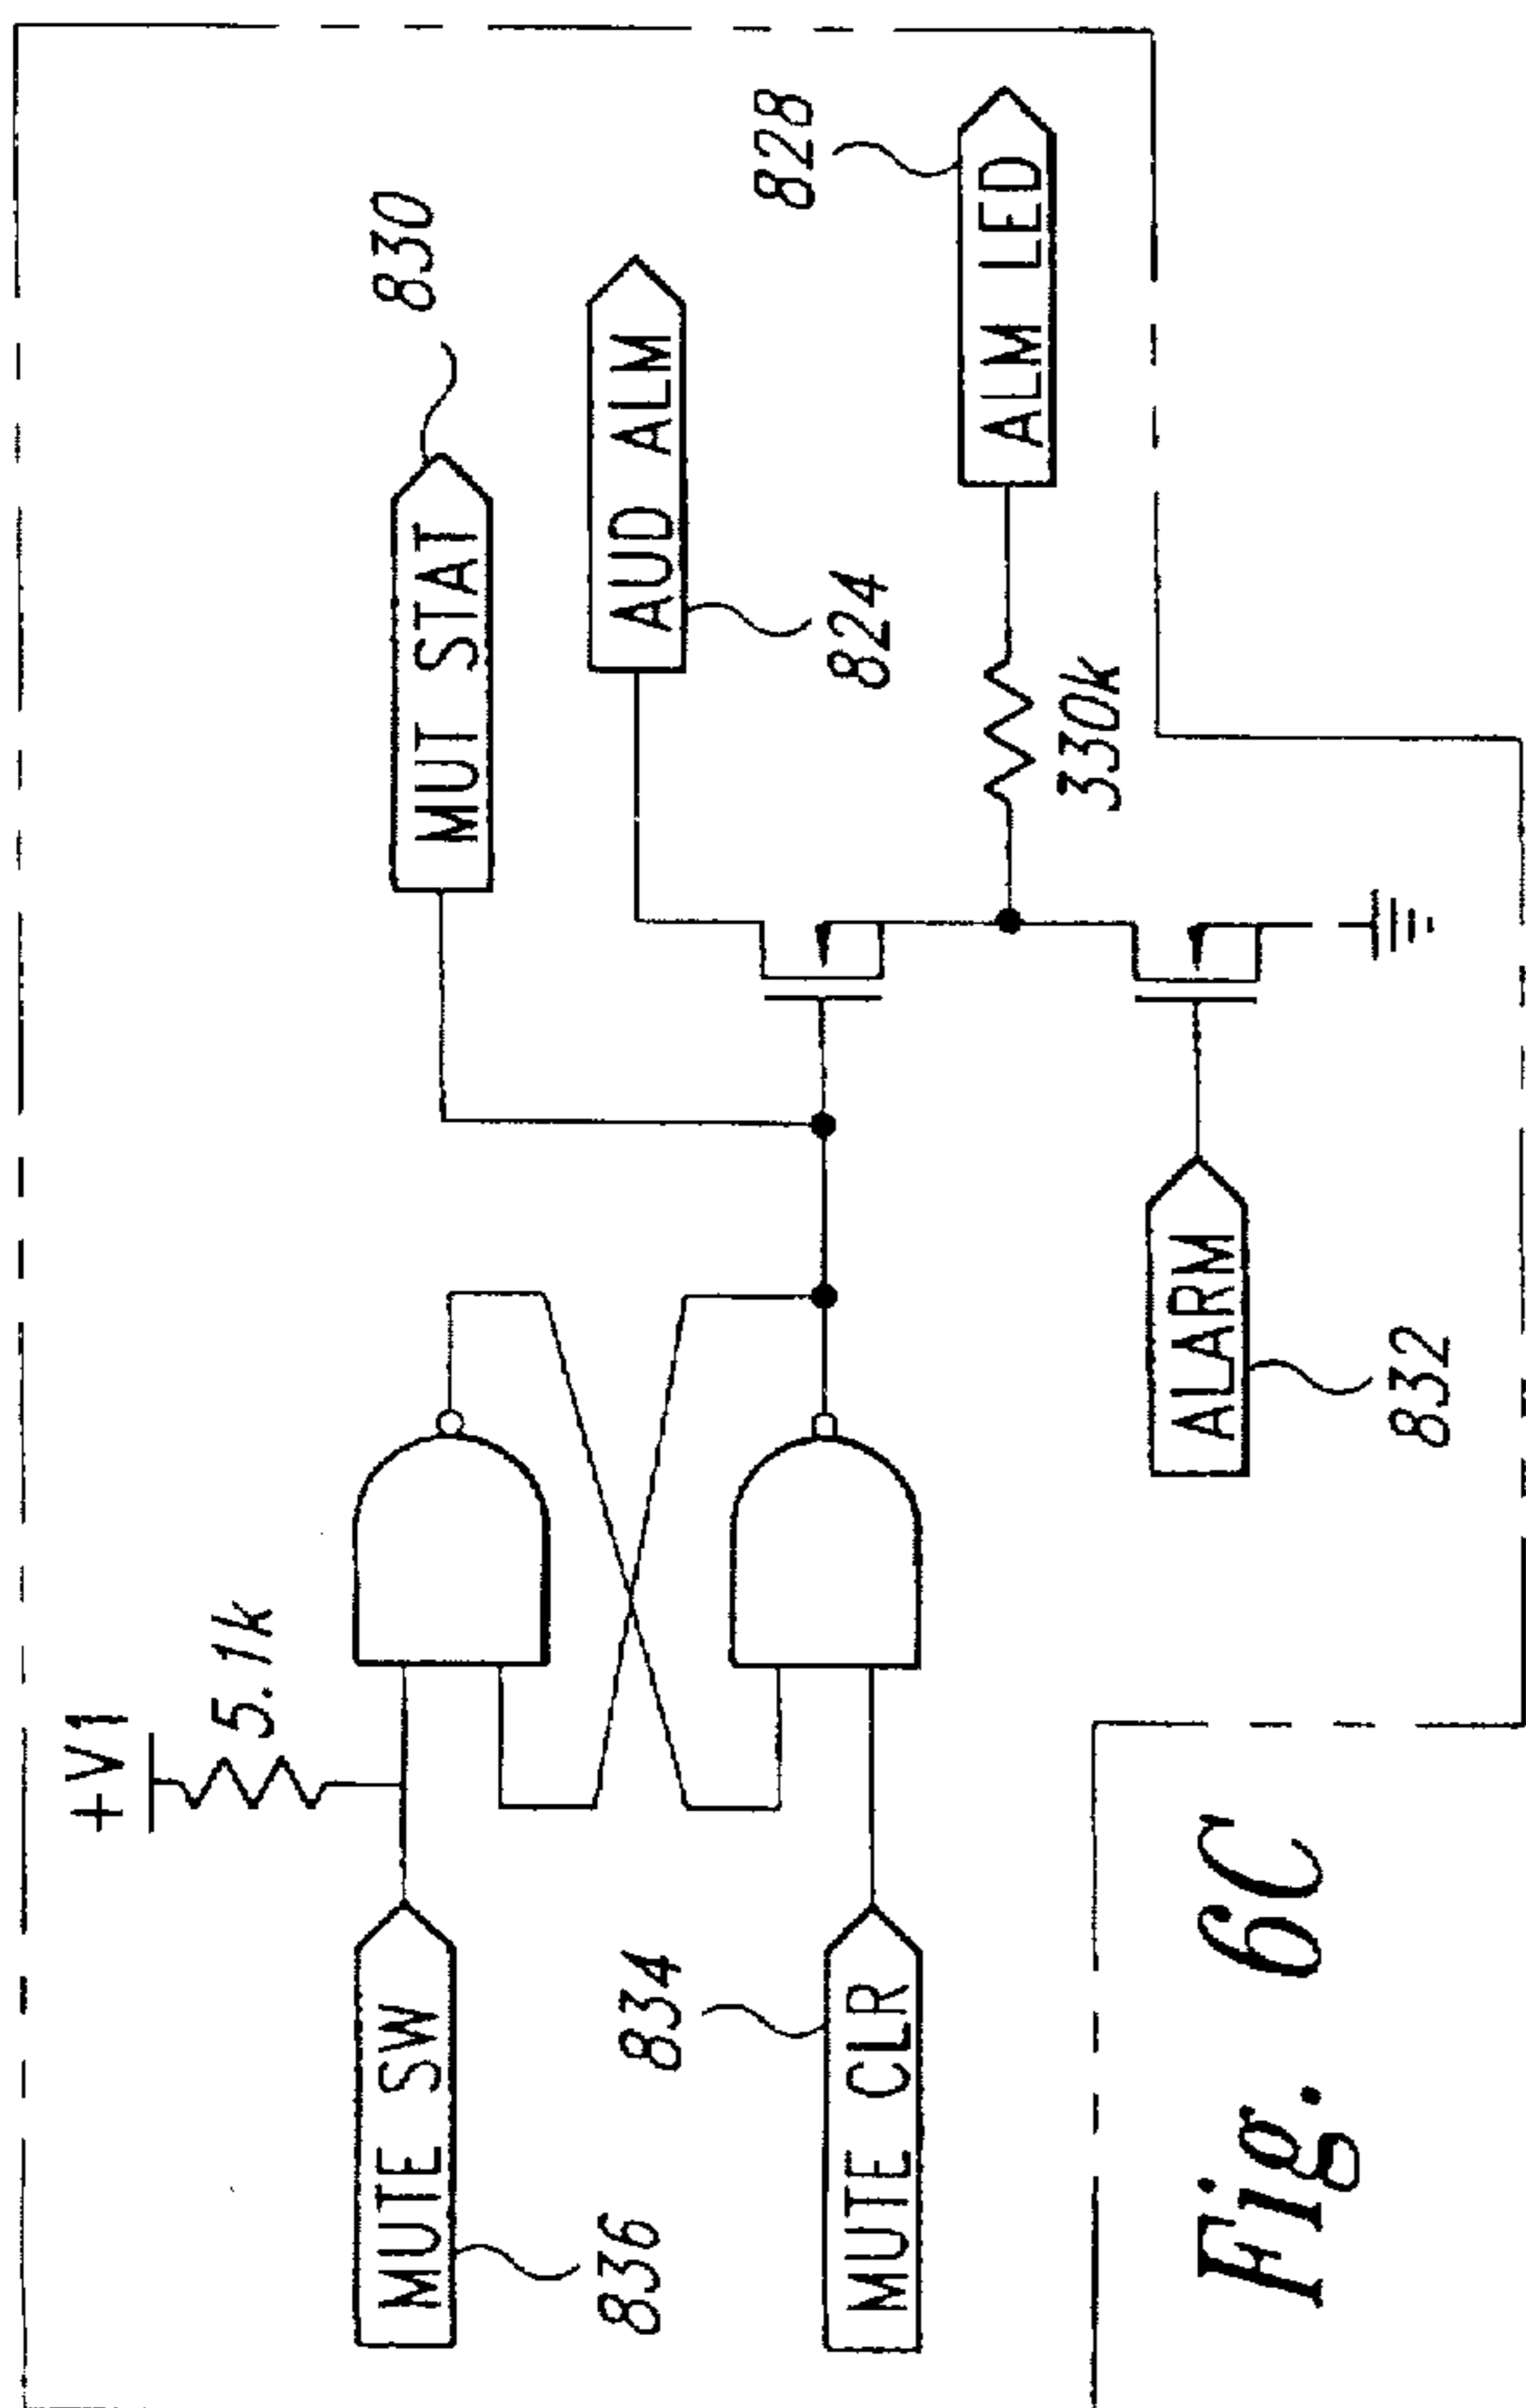 +V1
5.1k
MUTE SW
836
MUT STAT
830
AUD ALM
824
834
MUTE CLR
828
ALM LED
330k
ALARM
832
Fig. 6C